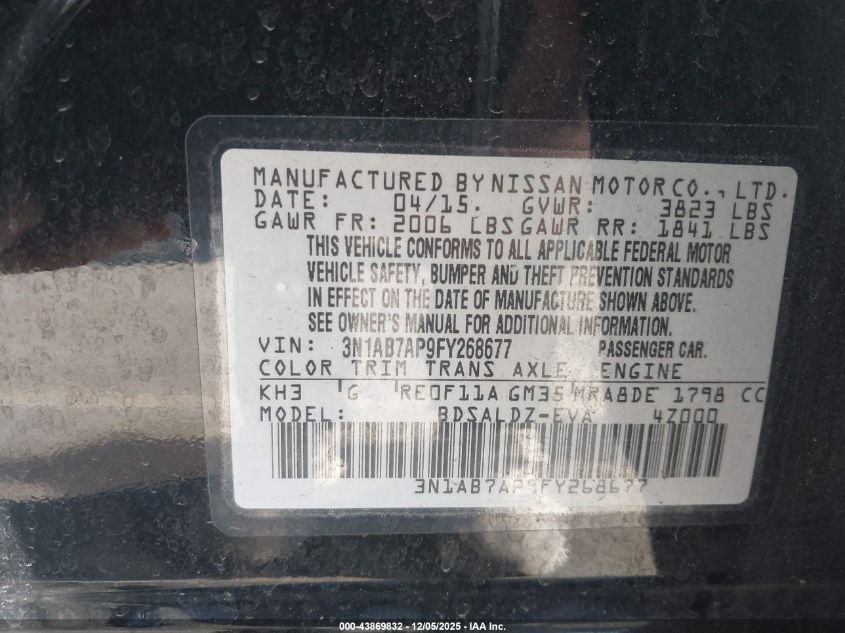 MANUFACTURED BY NISSAN MOTOR CO., LTD.
DATE: 04/15. GVWR: 3823 LBS
GAWR FR: 2006 LBS GAWR RR: 1841 LBS
THIS VEHICLE CONFORMS TO ALL APPLICABLE FEDERAL MOTOR
VEHICLE SAFETY, BUMPER AND THEFT PREVENTION STANDARDS
IN EFFECT ON THE DATE OF MANUFACTURE SHOWN ABOVE.
SEE OWNER'S MANUAL FOR ADDITIONAL INFORMATION.
VIN: 3N1AB7AP9FY268677 PASSENGER CAR.
COLOR TRIM TRANS AXLE ENGINE
KH3 G RE0F11A GM35 MRA8DE 1798 CC
MODEL: BDSALDZ-EVA 4Z000
3N1AB7AP9FY268677
000-43869832 - 12/05/2025 - IAA Inc.